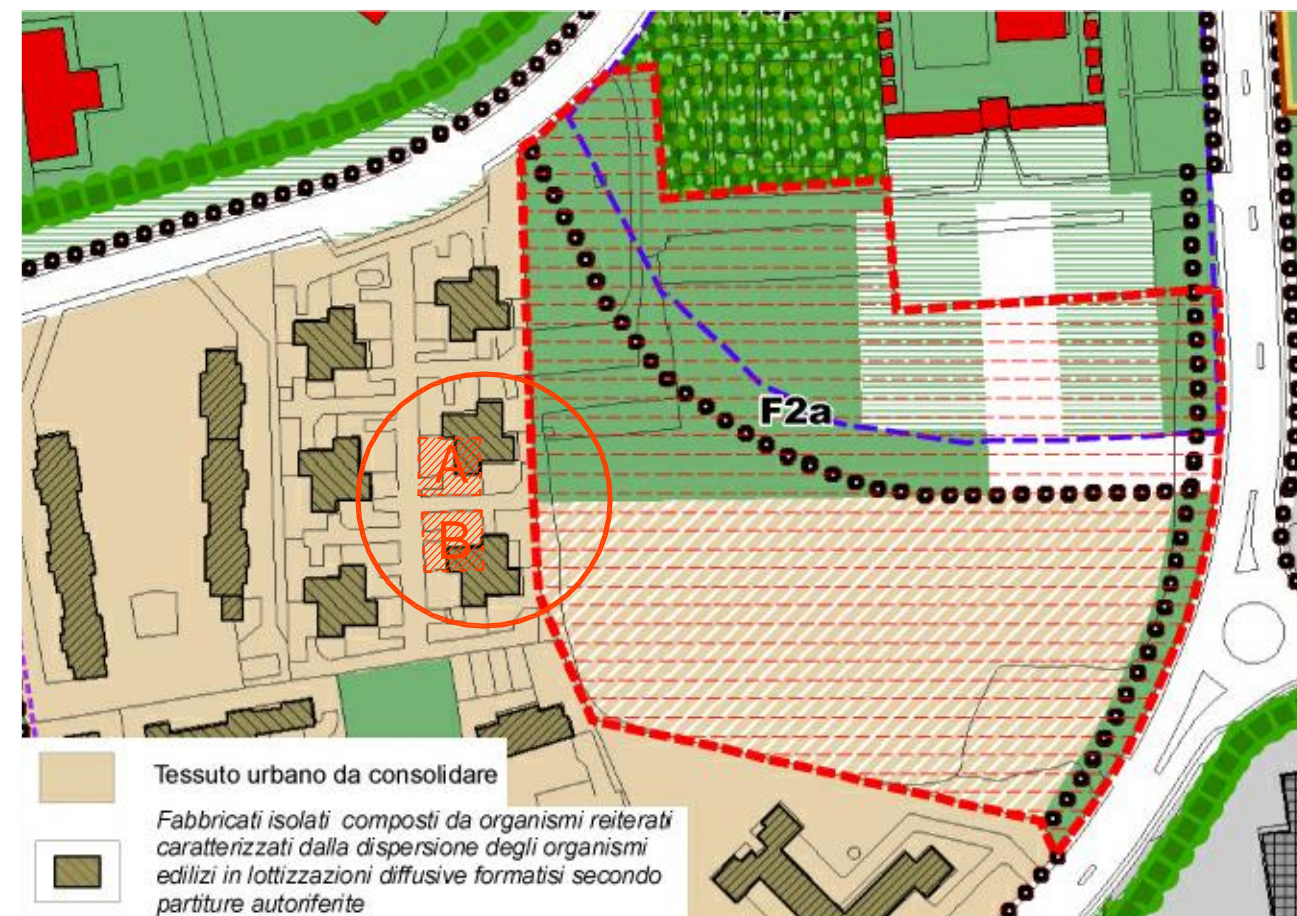 F2a
A
B
Tessuto urbano da consolidare
Fabbricati isolati composti da organismi reiterati
caratterizzati dalla dispersione degli organismi
edilizi in lottizzazioni diffusive formatisi secondo
partiture autoriferite